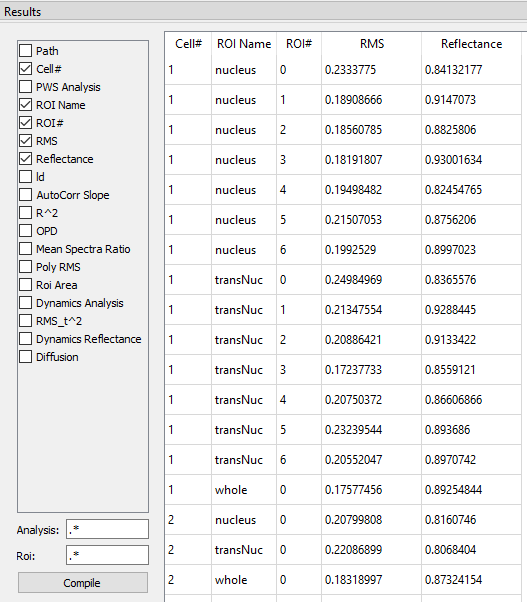 Results
Path
Cell#
PWS Analysis
ROI Name
ROI#
RMS
Reflectance
ld
AutoCorr Slope
R^2
OPD
Mean Spectra Ratio
Poly RMS
Roi Area
Dynamics Analysis
RMS_t^2
Dynamics Reflectance
Diffusion
Analysis: .*
Roi: .*
Compile
Cell# ROI Name ROI# RMS Reflectance
1 nucleus 0 0.2333775 0.84132177
1 nucleus 1 0.18908666 0.9147073
1 nucleus 2 0.18560785 0.8825806
1 nucleus 3 0.18191807 0.93001634
1 nucleus 4 0.19498482 0.82454765
1 nucleus 5 0.21507053 0.8756206
1 nucleus 6 0.1992529 0.8997023
1 transNuc 0 0.24984969 0.8365576
1 transNuc 1 0.21347554 0.9288445
1 transNuc 2 0.20886421 0.9133422
1 transNuc 3 0.17237733 0.8559121
1 transNuc 4 0.20750372 0.86606866
1 transNuc 5 0.23239544 0.893686
1 transNuc 6 0.20552047 0.8970742
1 whole 0 0.17577456 0.89254844
2 nucleus 0 0.20799808 0.8160746
2 transNuc 0 0.22086899 0.8068404
2 whole 0 0.18318997 0.87324154